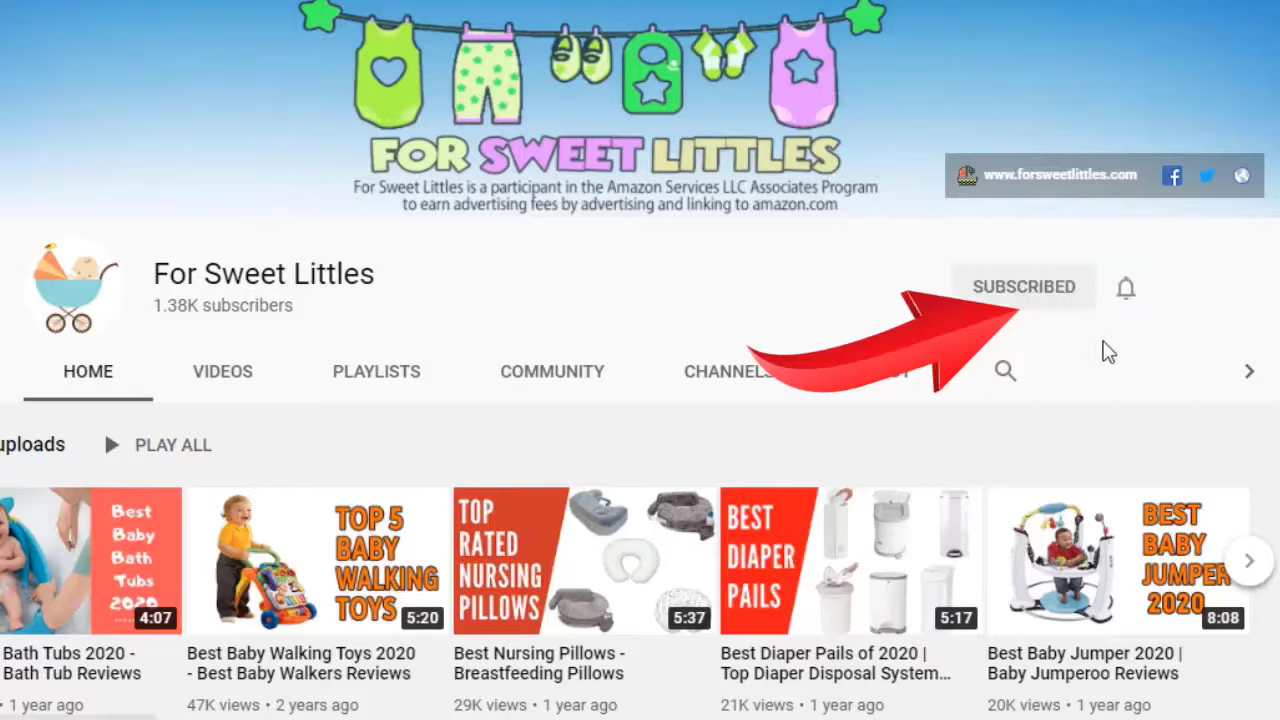 FOR SWEET LITTLES
For Sweet Littles is a participant in the Amazon Services LLC Associates Program
to earn advertising fees by advertising and linking to amazon.com
www.forsweetlittles.com
For Sweet Littles
1.38K subscribers
SUBSCRIBED
HOME
VIDEOS
PLAYLISTS
COMMUNITY
CHANNELS
uploads
PLAY ALL
Best
Baby
Bath
Tubs
2020
4:07
TOP 5
BABY
WALKING
TOYS
5:20
TOP
RATED
NURSING
PILLOWS
5:37
BEST
DIAPER
PAILS
5:17
BEST
BABY
JUMPER
2020
8:08
Bath Tubs 2020 -
Bath Tub Reviews
• 1 year ago
Best Baby Walking Toys 2020
- Best Baby Walkers Reviews
47K views • 2 years ago
Best Nursing Pillows -
Breastfeeding Pillows
29K views • 1 year ago
Best Diaper Pails of 2020 |
Top Diaper Disposal System...
21K views • 1 year ago
Best Baby Jumper 2020 |
Baby Jumperoo Reviews
20K views • 1 year ago